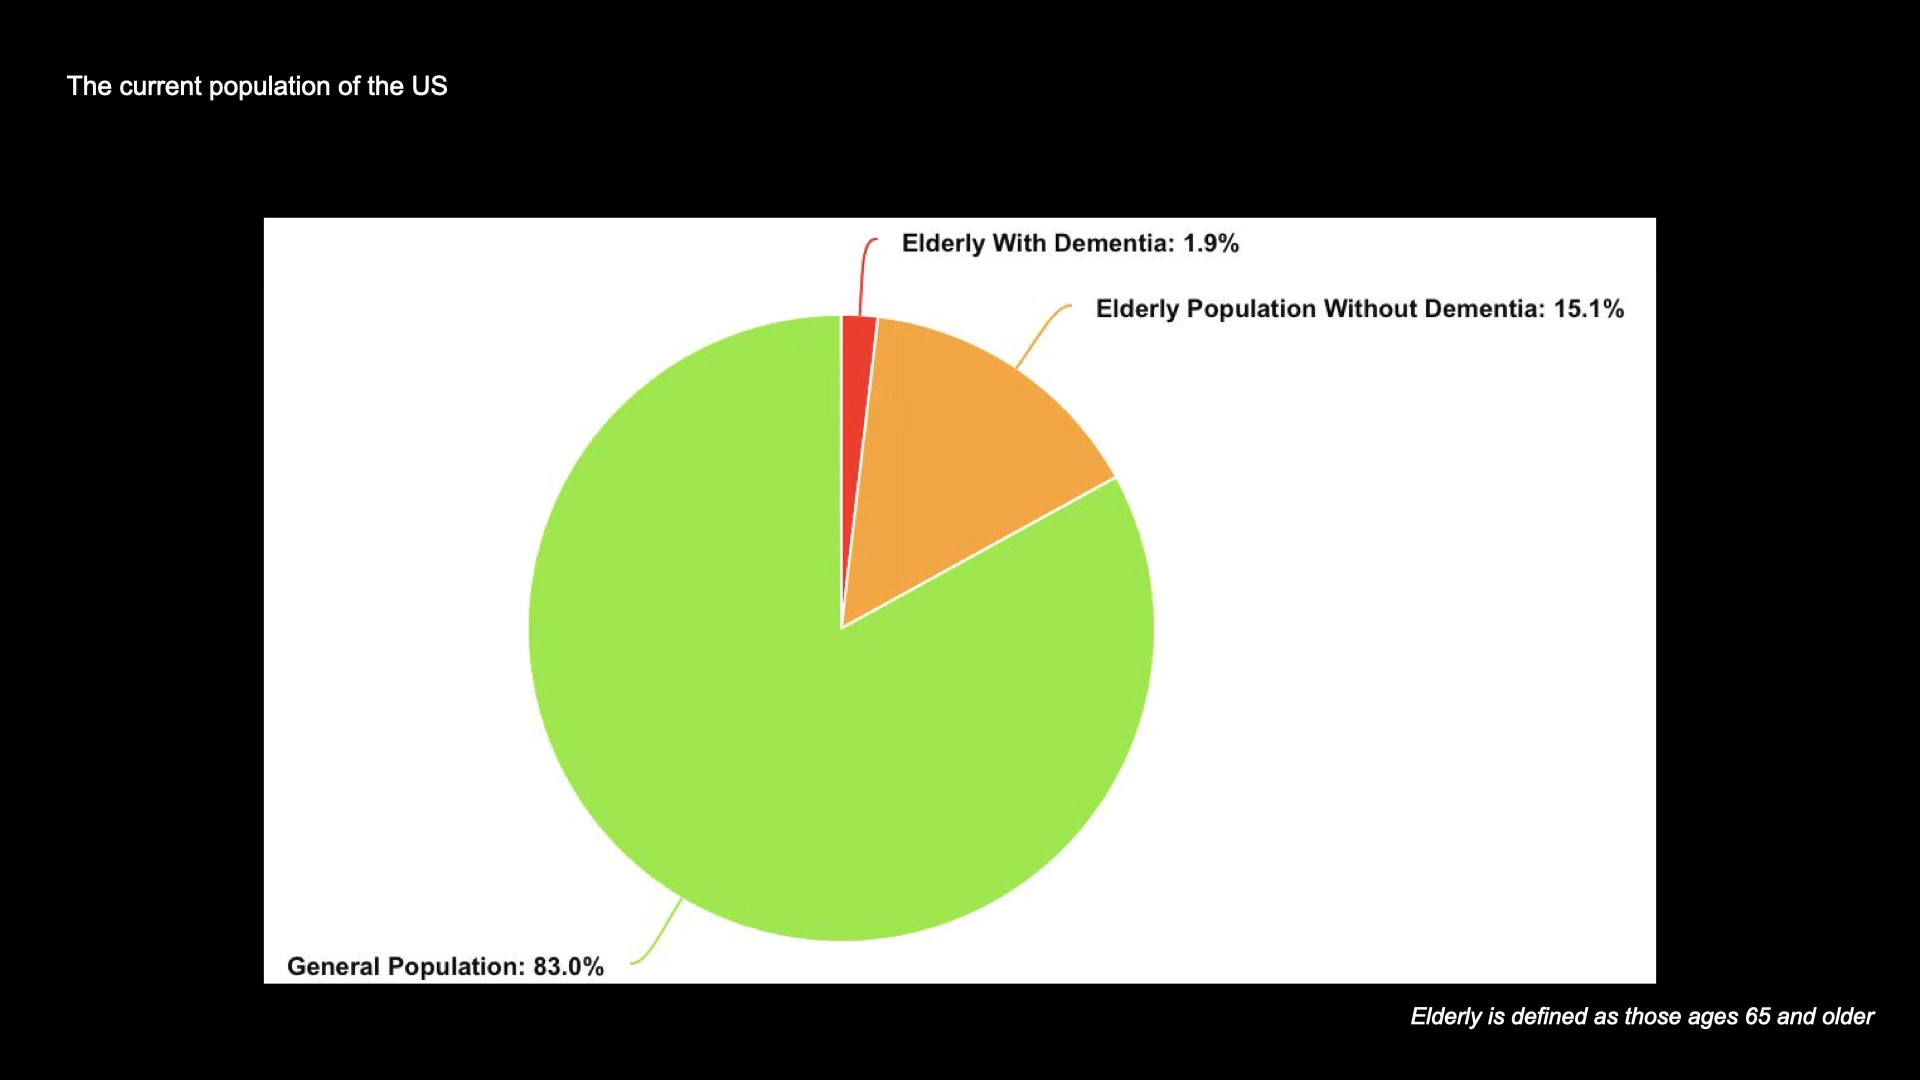 The current population of the US
Elderly With Dementia: 1.9%
Elderly Population Without Dementia: 15.1%
General Population: 83.0%
Elderly is defined as those ages 65 and older